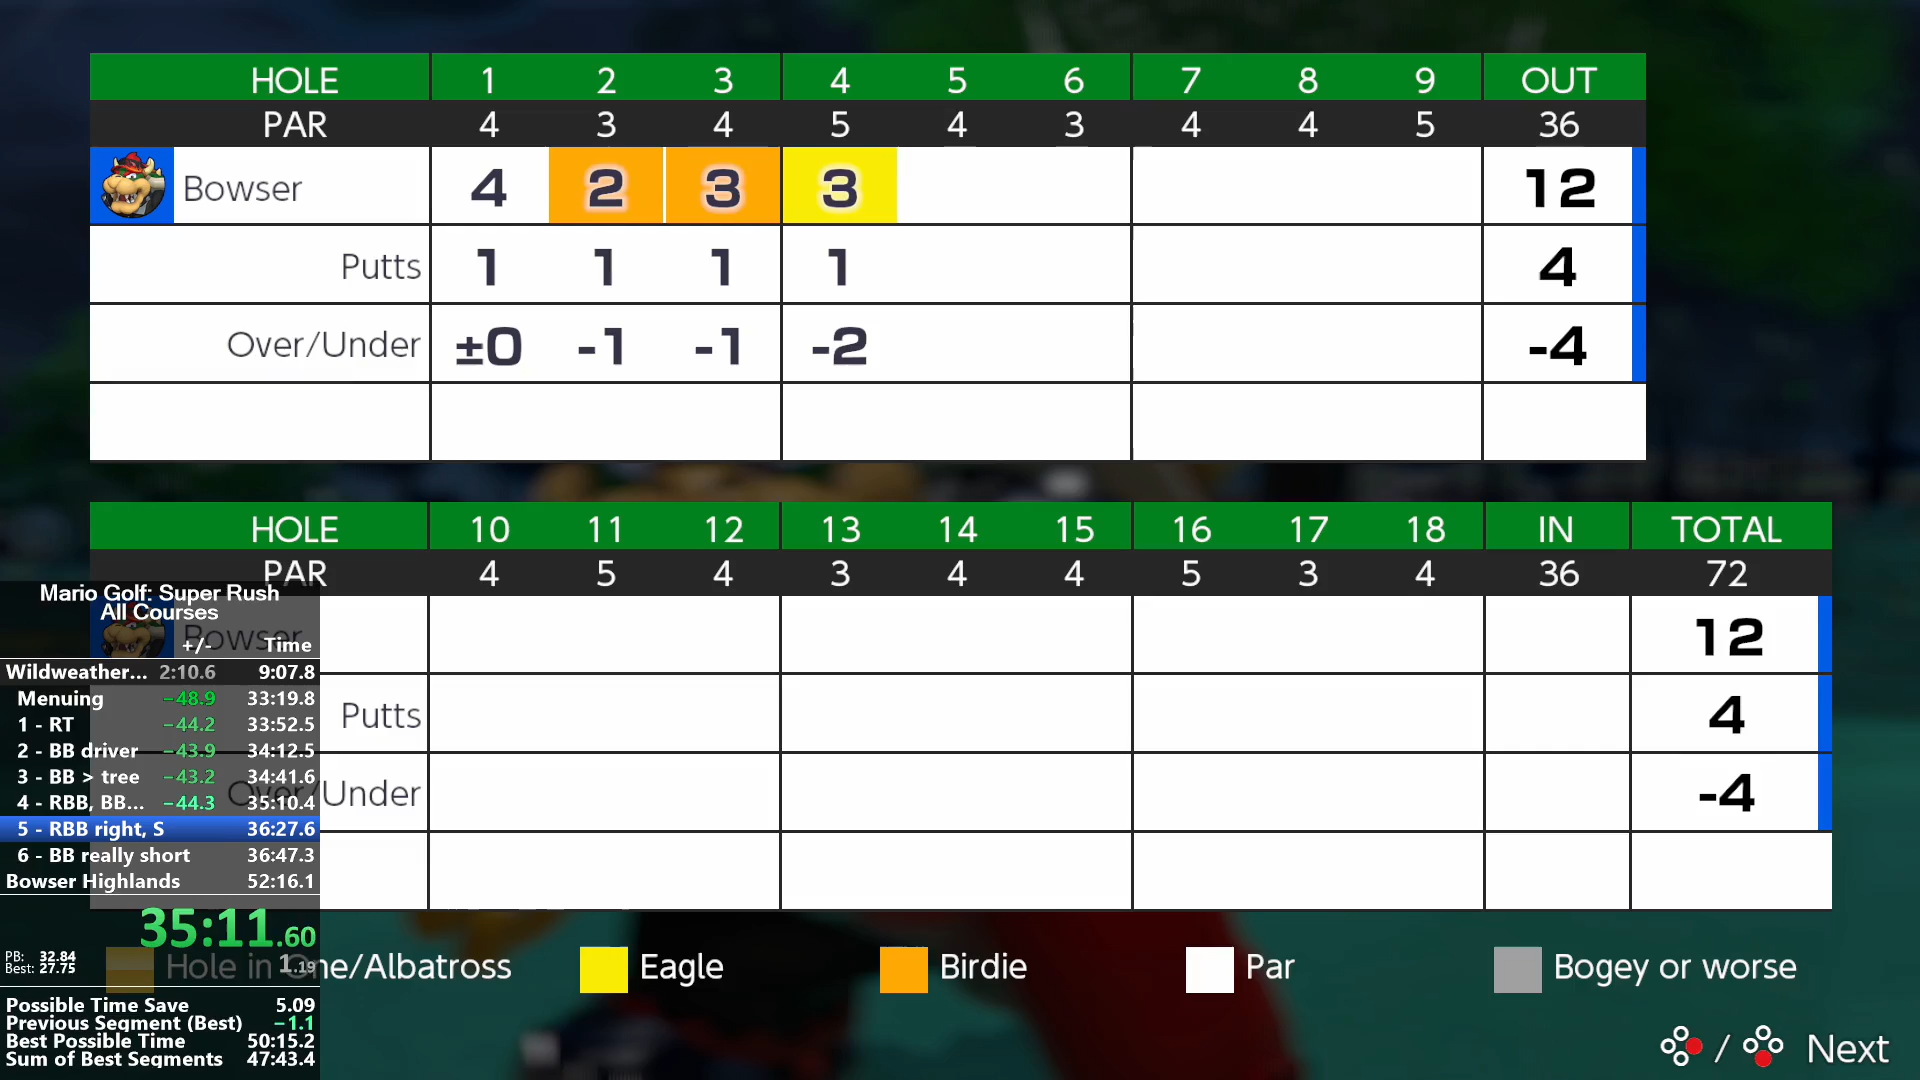 HOLE 1 2 3 4 5 6 7 8 9 OUT
PAR 4 3 4 5 4 3 4 4 5 36
Bowser 4 2 3 3 12
Putts 1 1 1 1 4
Over/Under ±0 -1 -1 -2 -4
HOLE 10 11 12 13 14 15 16 17 18 IN TOTAL
PAR 4 5 4 3 4 4 5 3 4 36 72
Bowser 12
Putts 4
Over/Under -4
Mario Golf: Super Rush
All Courses
+/- Time
Wildweather... 2:10.6 9:07.8
Menuing -48.9 33:19.8
1 - RT -44.2 33:52.5
2 - BB driver -43.9 34:12.5
3 - BB > tree -43.2 34:41.6
4 - RBB, BB... -44.3 35:10.4
5 - RBB right, S 36:27.6
6 - BB really short 36:47.3
Bowser Highlands 52:16.1
35:11.60
PB: 32.84
Best: 27.75 1.19
Possible Time Save 5.09
Previous Segment (Best) -1.1
Best Possible Time 50:15.2
Sum of Best Segments 47:43.4
Hole in One/Albatross Eagle Birdie Par Bogey or worse
/ Next